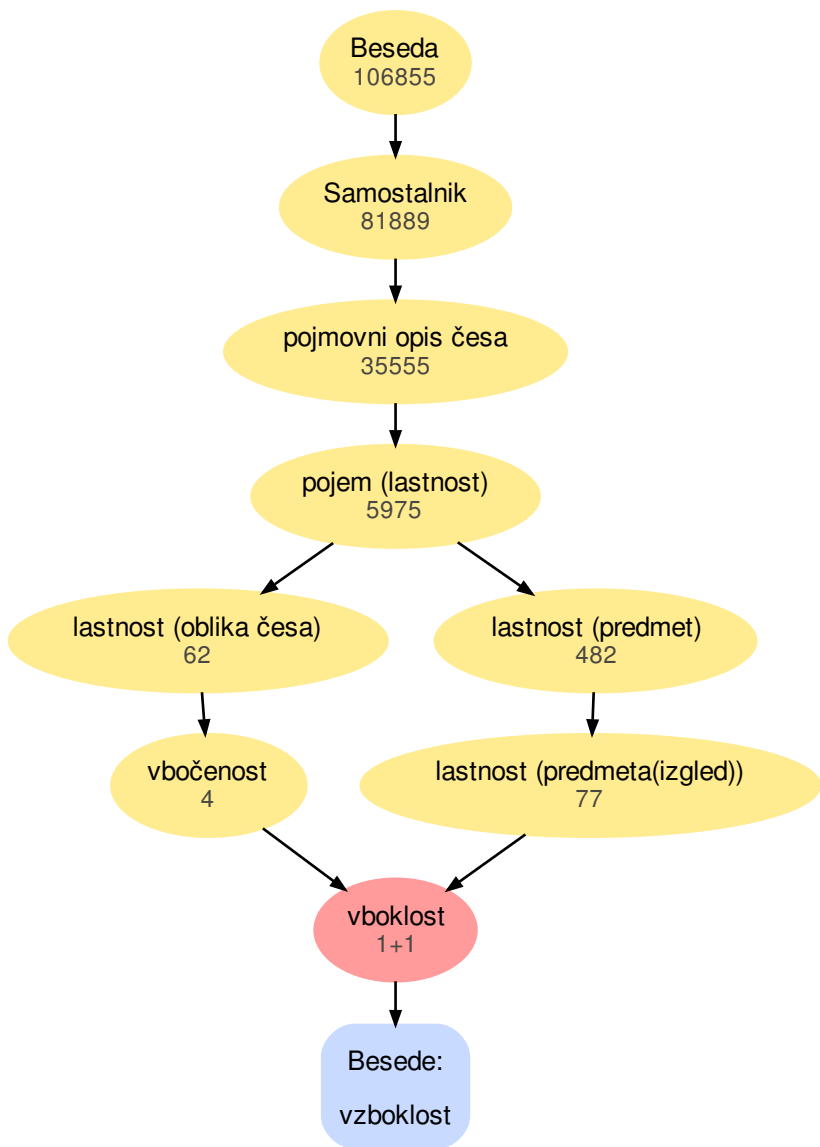 Beseda
106855
Samostalnik
81889
pojmovni opis česa
35555
pojem (lastnost)
5975
lastnost (oblika česa)
62
lastnost (predmet)
482
vbočenost
4
lastnost (predmeta(izgled))
77
vboklost
1+1
Besede:
vzboklost